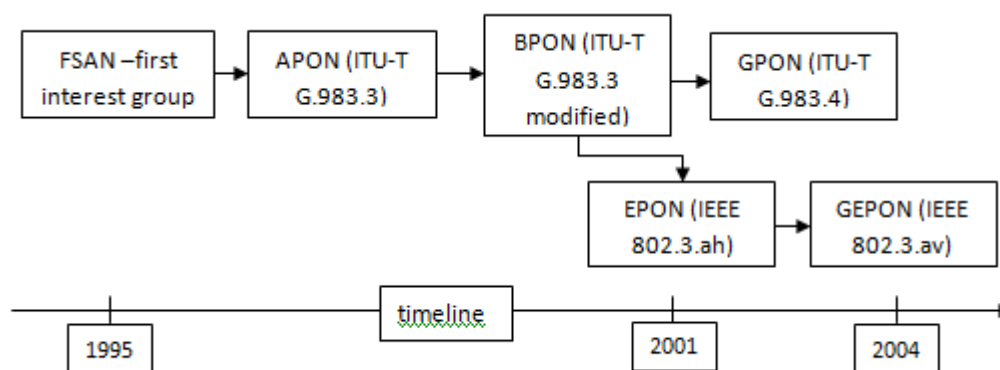 FSAN –first
interest group
APON (ITU-T
G.983.3)
BPON (ITU-T
G.983.3
modified)
GPON (ITU-T
G.983.4)
EPON (IEEE
802.3.ah)
GEPON (IEEE
802.3.av)
timeline
1995
2001
2004